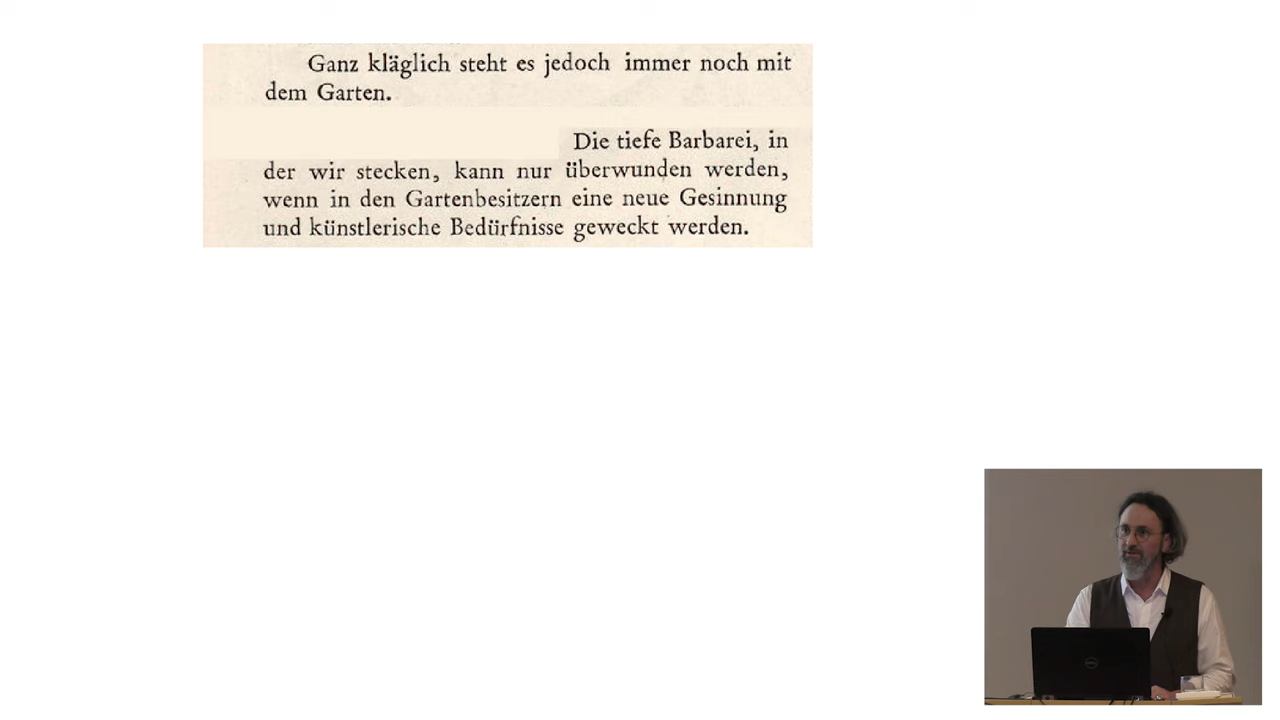 Ganz kläglich steht es jedoch immer noch mit
dem Garten.
Die tiefe Barbarei, in
der wir stecken, kann nur überwunden werden,
wenn in den Gartenbesitzern eine neue Gesinnung
und künstlerische Bedürfnisse geweckt werden.